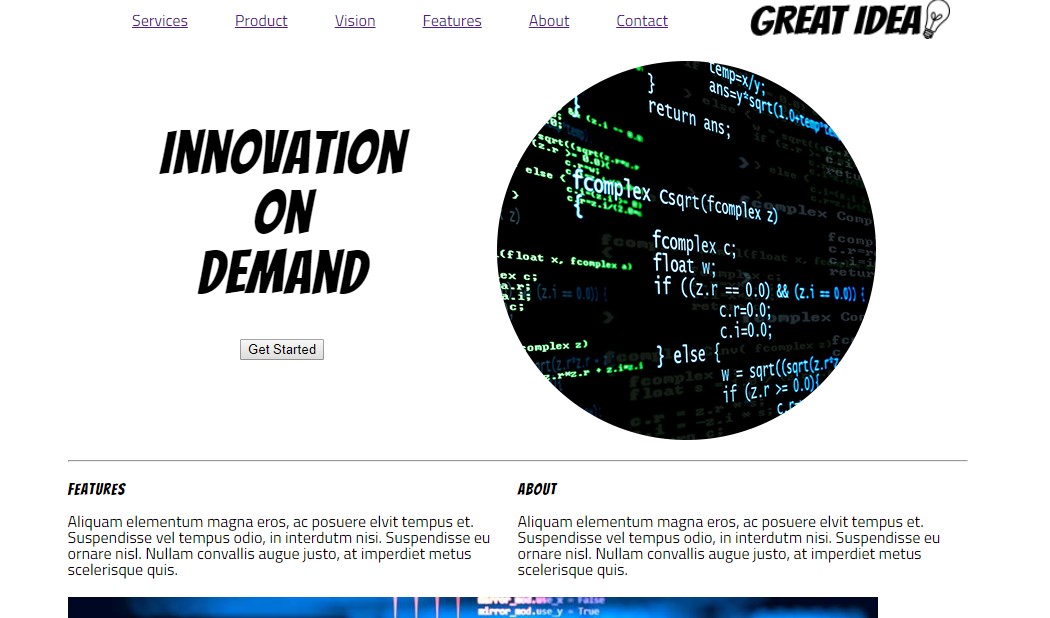 Services Product Vision Features About Contact GREAT IDEA
INNOVATION
ON
DEMAND
Get Started
temp=x/y;
ans=y*sqrt(1.0+temp*te
}
return ans;
}
fcomplex Csqrt(fcomplex z)
{
fcomplex c;
float w;
if ((z.r == 0.0) && (z.i == 0.0)) {
c.r=0.0;
c.i=0.0;
} else {
w = sqrt((sqrt(z.r*z
if (z.r >= 0.0){
FEATURES
Aliquam elementum magna eros, ac posuere elvit tempus et.
Suspendisse vel tempus odio, in interdutm nisi. Suspendisse eu
ornare nisl. Nullam convallis augue justo, at imperdiet metus
scelerisque quis.
ABOUT
Aliquam elementum magna eros, ac posuere elvit tempus et.
Suspendisse vel tempus odio, in interdutm nisi. Suspendisse eu
ornare nisl. Nullam convallis augue justo, at imperdiet metus
scelerisque quis.
mirror_mod.use_x = False
mirror_mod.use_y = True